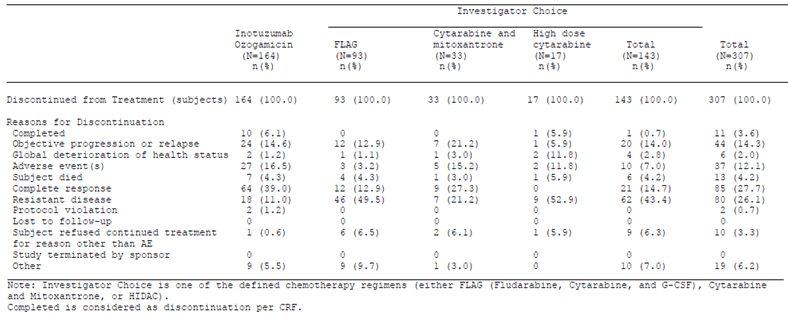 Investigator Choice
Inotuzumab Ozogamicin (N=164) n(%) FLAG (N=93) n(%) Cytarabine and mitoxantrone (N=33) n(%) High dose cytarabine (N=17) n(%) Total (N=143) n(%) Total (N=307) n(%)
Discontinued from Treatment (subjects) 164 (100.0) 93 (100.0) 33 (100.0) 17 (100.0) 143 (100.0) 307 (100.0)
Reasons for Discontinuation
Completed 10 (6.1) 0 0 1 (5.9) 1 (0.7) 11 (3.6)
Objective progression or relapse 24 (14.6) 12 (12.9) 7 (21.2) 1 (5.9) 20 (14.0) 44 (14.3)
Global deterioration of health status 2 (1.2) 1 (1.1) 1 (3.0) 2 (11.8) 4 (2.8) 6 (2.0)
Adverse event(s) 27 (16.5) 3 (3.2) 5 (15.2) 2 (11.8) 10 (7.0) 37 (12.1)
Subject died 7 (4.3) 4 (4.3) 1 (3.0) 1 (5.9) 6 (4.2) 13 (4.2)
Complete response 64 (39.0) 12 (12.9) 9 (27.3) 0 21 (14.7) 85 (27.7)
Resistant disease 18 (11.0) 46 (49.5) 7 (21.2) 9 (52.9) 62 (43.4) 80 (26.1)
Protocol violation 2 (1.2) 0 0 0 0 2 (0.7)
Lost to follow-up 0 0 0 0 0 0
Subject refused continued treatment 1 (0.6) 6 (6.5) 2 (6.1) 1 (5.9) 9 (6.3) 10 (3.3)
for reason other than AE
Study terminated by sponsor 0 0 0 0 0 0
Other 9 (5.5) 9 (9.7) 1 (3.0) 0 10 (7.0) 19 (6.2)
Note: Investigator Choice is one of the defined chemotherapy regimens (either FLAG (Fludarabine, Cytarabine, and G-CSF), Cytarabine
and Mitoxantrone, or HIDAC).
Completed is considered as discontinuation per CRF.